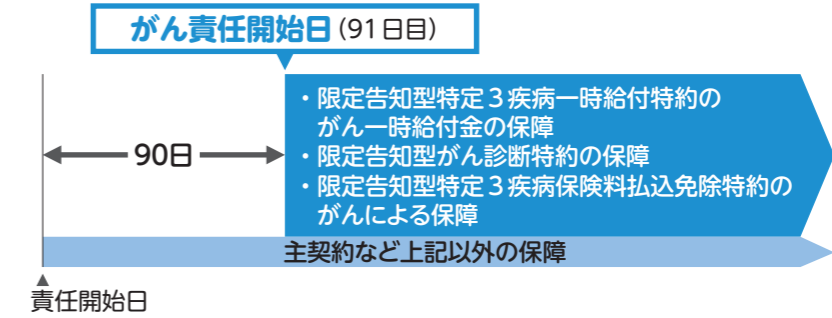 がん責任開始日(91日目)
・限定告知型特定3疾病一時給付特約の
がん一時給付金の保障
・限定告知型がん診断特約の保障
・限定告知型特定3疾病保険料払込免除特約の
がんによる保障
90日
主契約など上記以外の保障
責任開始日